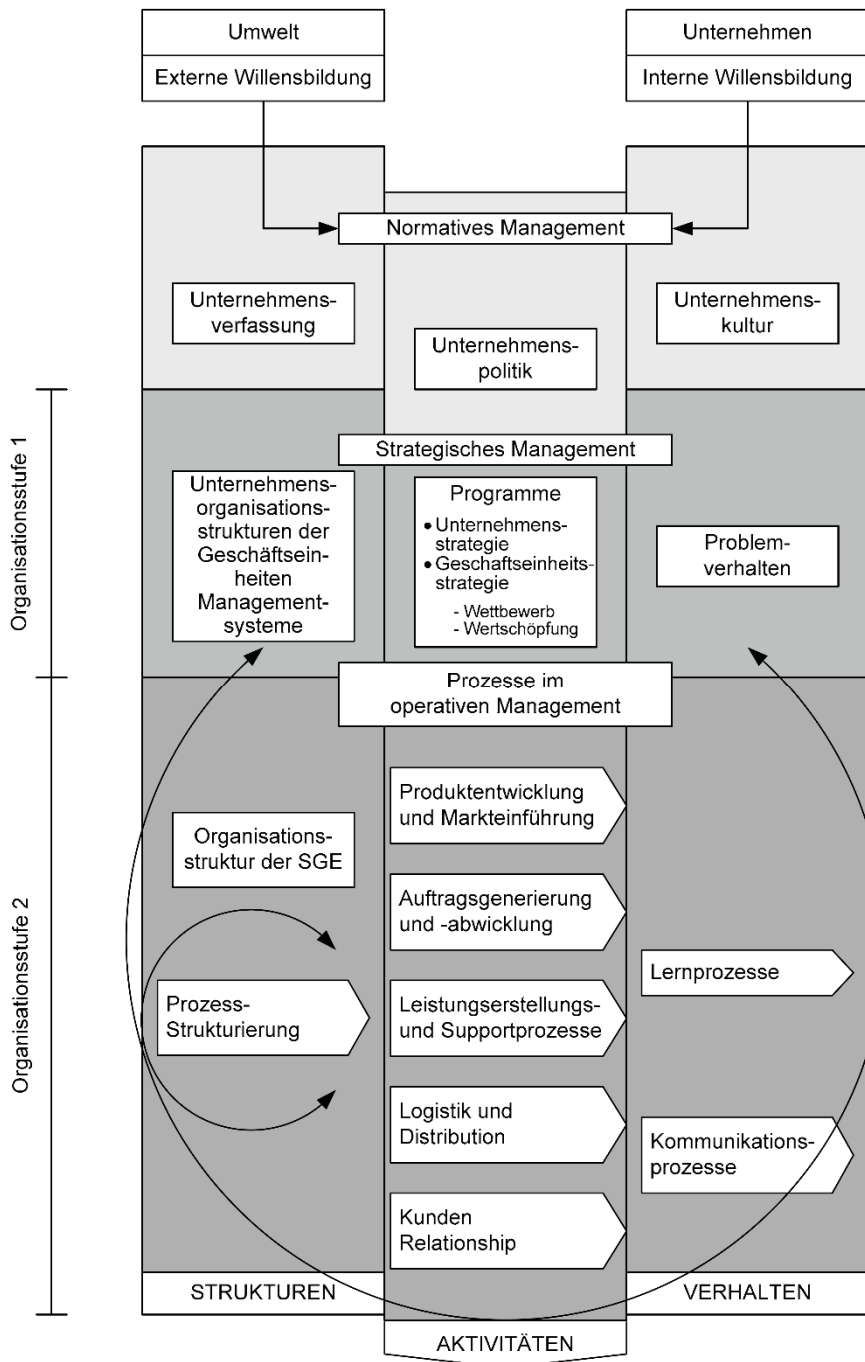 Umwelt
Externe Willensbildung
Unternehmen
Interne Willensbildung
Normatives Management
Unternehmens-
verfassung
Unternehmens-
politik
Unternehmens-
kultur
Organisationsstufe 1
Strategisches Management
Unternehmens-
organisations-
strukturen der
Geschäftsein-
heiten
Management-
systeme
Programme
• Unternehmens-
strategie
• Geschäftseinheits-
strategie
- Wettbewerb
- Wertschöpfung
Problem-
verhalten
Organisationsstufe 2
Prozesse im
operativen Management
Organisations-
struktur der SGE
Prozess-
Strukturierung
Produktentwicklung
und Markteinführung
Auftragsgenerierung
und -abwicklung
Leistungserstellungs-
und Supportprozesse
Logistik und
Distribution
Kunden
Relationship
Lernprozesse
Kommunikations-
prozesse
STRUKTUREN
AKTIVITÄTEN
VERHALTEN